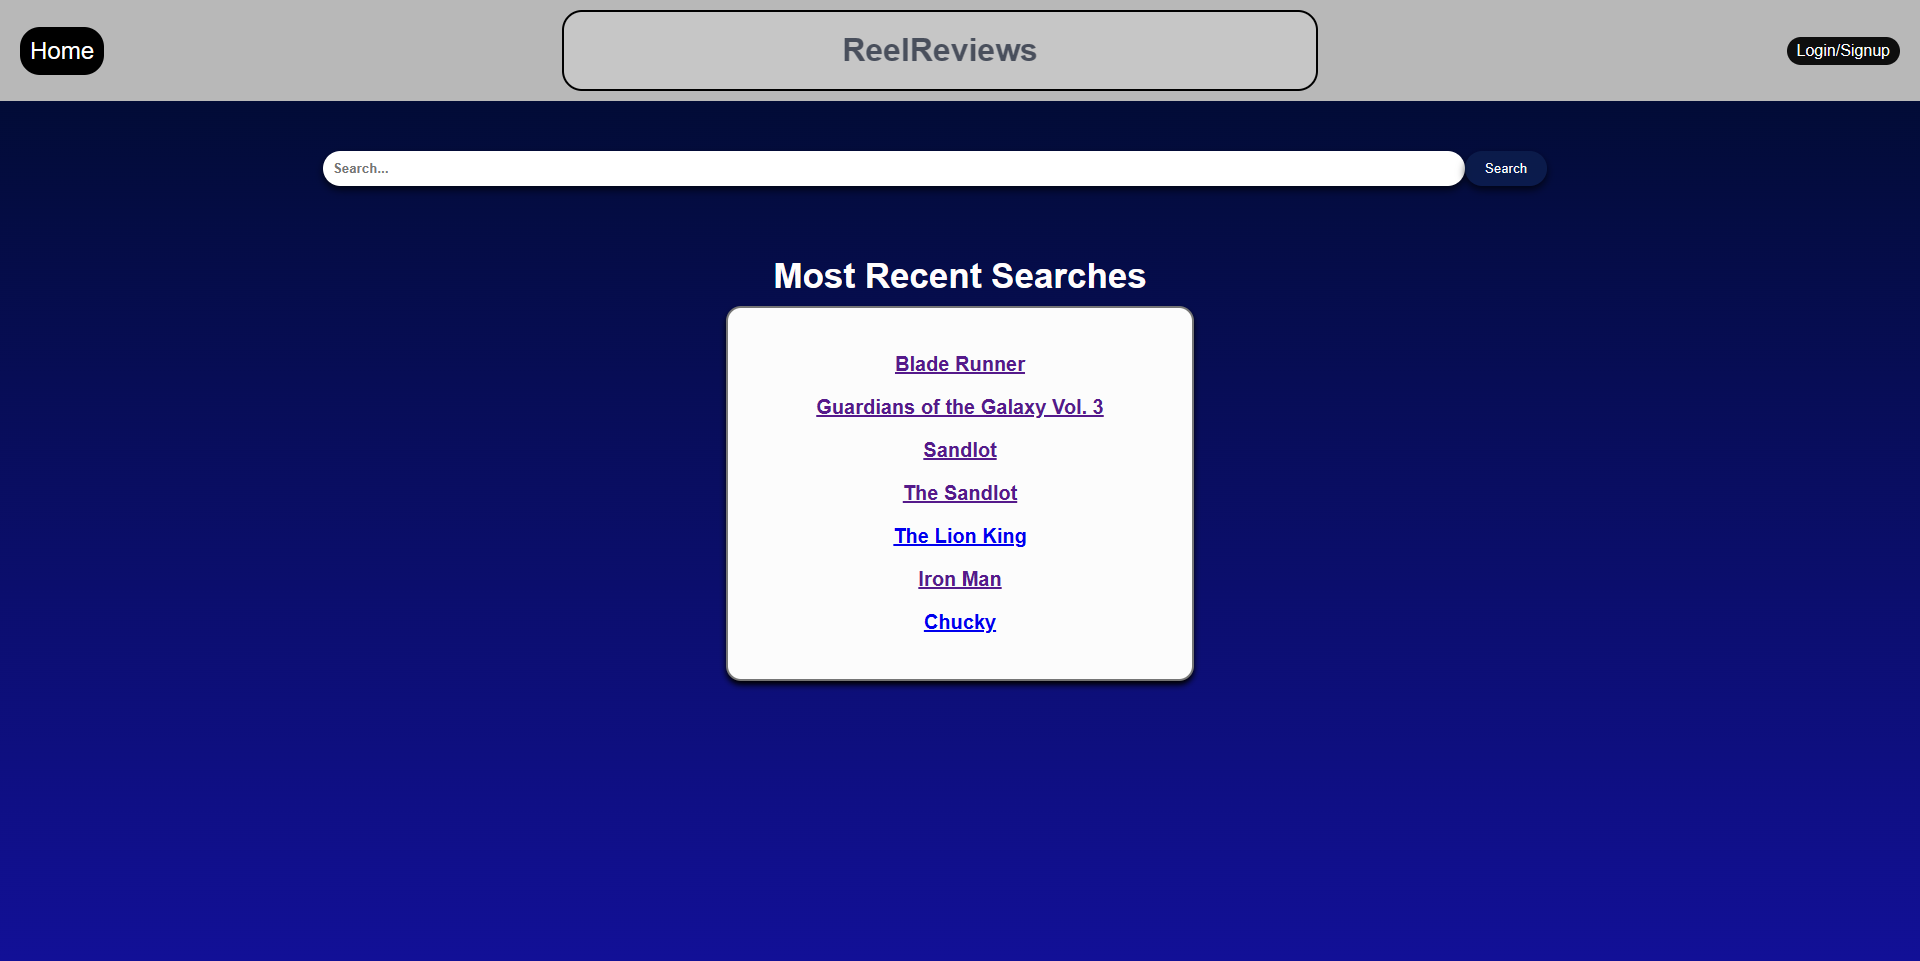 Home
ReelReviews
Login/Signup
Search...
Search
Most Recent Searches
Blade Runner
Guardians of the Galaxy Vol. 3
Sandlot
The Sandlot
The Lion King
Iron Man
Chucky